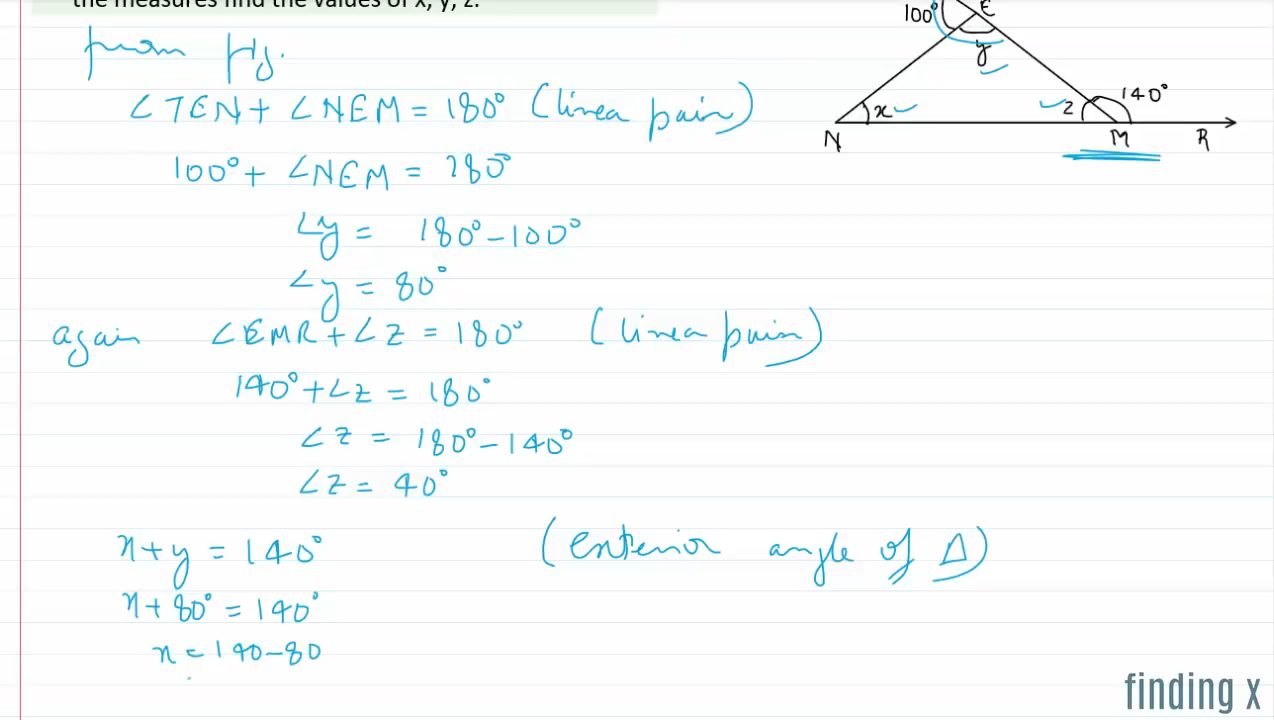 the measures find the values of x, y, z.
from fig.
∠TEN + ∠NEM = 180° (linea pain)
100° + ∠NEM = 180°
∠y = 180° - 100°
∠y = 80°
again ∠EMR + ∠Z = 180° (linea pain)
140° + ∠Z = 180°
∠Z = 180° - 140°
∠Z = 40°
x + y = 140° (exterior angle of Δ)
x + 80° = 140°
x = 140 - 80
100° E
y
x z 140°
N M R
finding x